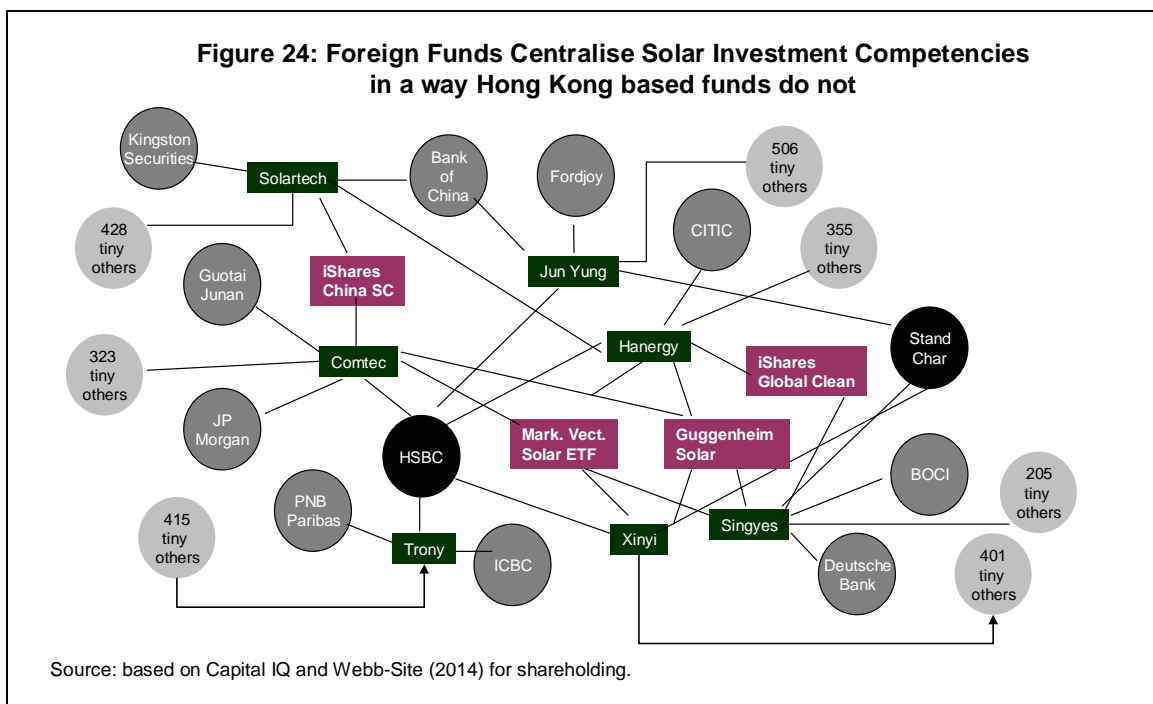 Figure 24: Foreign Funds Centralise Solar Investment Competencies
in a way Hong Kong based funds do not
Kingston
Securities
Solartech
Bank
of
China
Fordjoy
506
tiny
others
428
tiny
others
CITIC
355
tiny
others
Guotai
Junan
iShares
China SC
Jun Yung
Stand
Char
323
tiny
others
Comtec
Hanergy
iShares
Global Clean
JP
Morgan
HSBC
Mark. Vect.
Solar ETF
Guggenheim
Solar
BOCI
205
tiny
others
PNB
Paribas
415
tiny
others
Trony
ICBC
Xinyi
Singyes
Deutsche
Bank
401
tiny
others
Source: based on Capital IQ and Webb-Site (2014) for shareholding.